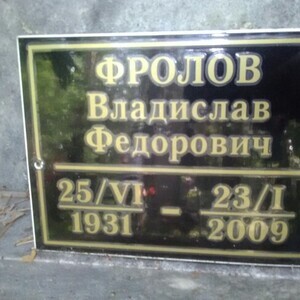 ФРОЛОВ
Владислав
Федорович
25/VI - 23/I
1931 2009